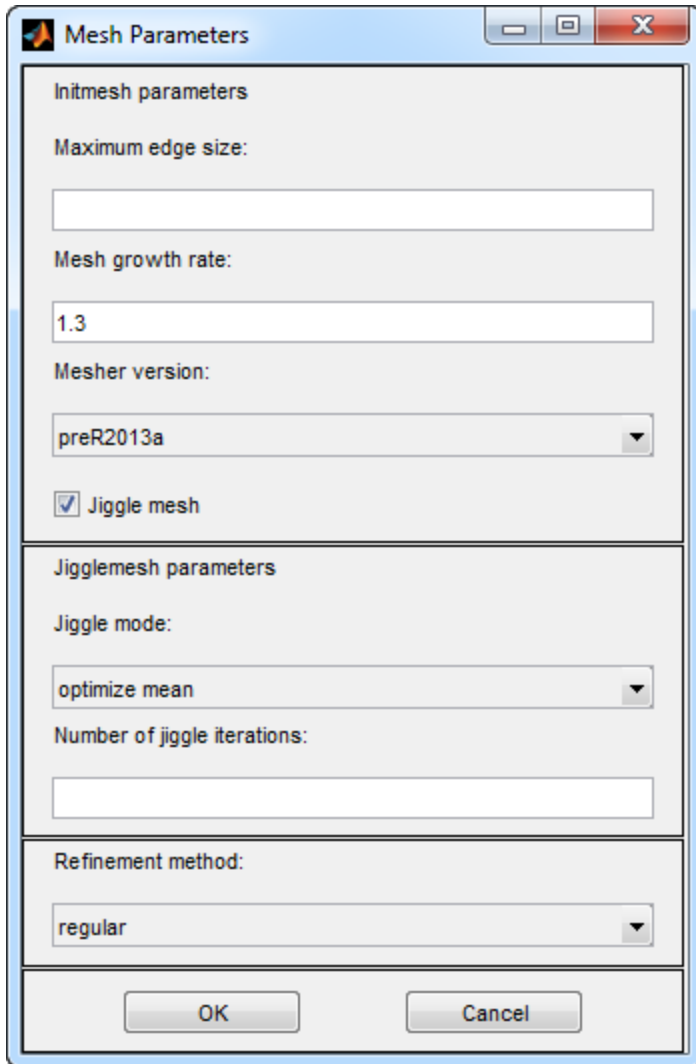 Mesh Parameters
Initmesh parameters
Maximum edge size:
Mesh growth rate:
1.3
Mesher version:
preR2013a
Jiggle mesh
Jigglemesh parameters
Jiggle mode:
optimize mean
Number of jiggle iterations:
Refinement method:
regular
OK Cancel